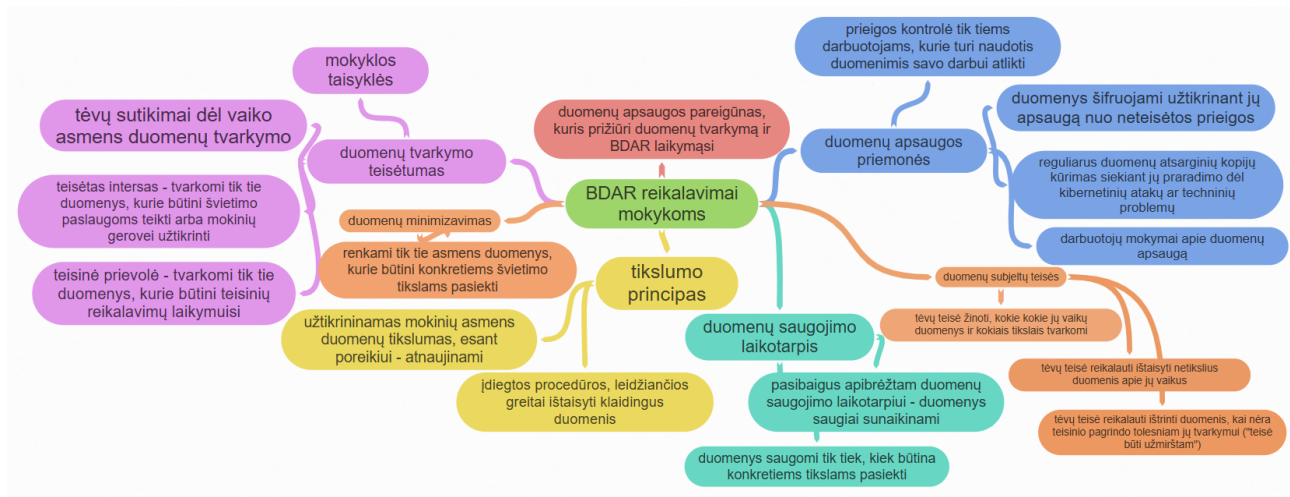 BDAR reikalavimai
mokykoms
duomenų apsaugos pareigūnas,
kuris prižiūri duomenų tvarkymą ir
BDAR laikymąsi
duomenų tvarkymo
teisėtumas
mokyklos
taisyklės
tėvų sutikimai dėl vaiko
asmens duomenų tvarkymo
teisėtas intersas - tvarkomi tik tie
duomenys, kurie būtini švietimo
paslaugoms teikti arba mokinių
gerovei užtikrinti
teisinė prievolė - tvarkomi tik tie
duomenys, kurie būtini teisinių
reikalavimų laikymuisi
duomenų minimizavimas
renkami tik tie asmens duomenys,
kurie būtini konkretiems švietimo
tikslams pasiekti
tikslumo
principas
užtikrininamas mokinių asmens
duomenų tikslumas, esant
poreikiui - atnaujinami
įdiegtos procedūros, leidžiančios
greitai ištaisyti klaidingus
duomenis
duomenų apsaugos
priemonės
prieigos kontrolė tik tiems
darbuotojams, kurie turi naudotis
duomenimis savo darbui atlikti
duomenys šifruojami užtikrinant jų
apsaugą nuo neteisėtos prieigos
reguliarus duomenų atsarginių kopijų
kūrimas siekiant jų praradimo dėl
kibernetinių atakų ar techninių
problemų
darbuotojų mokymai apie duomenų
apsaugą
duomenų subjeltų teisės
tėvų teisė žinoti, kokie kokie jų vaikų
duomenys ir kokiais tikslais tvarkomi
tėvų teisė reikalauti ištaisyti netikslius
duomenis apie jų vaikus
tėvų teisė reikalauti ištrinti duomenis, kai nėra
teisinio pagrindo tolesniam jų tvarkymui ("teisė
būti užmirštam")
duomenų saugojimo
laikotarpis
pasibaigus apibrėžtam duomenų
saugojimo laikotarpiui - duomenys
saugiai sunaikinami
duomenys saugomi tik tiek, kiek būtina
konkretiems tikslams pasiekti